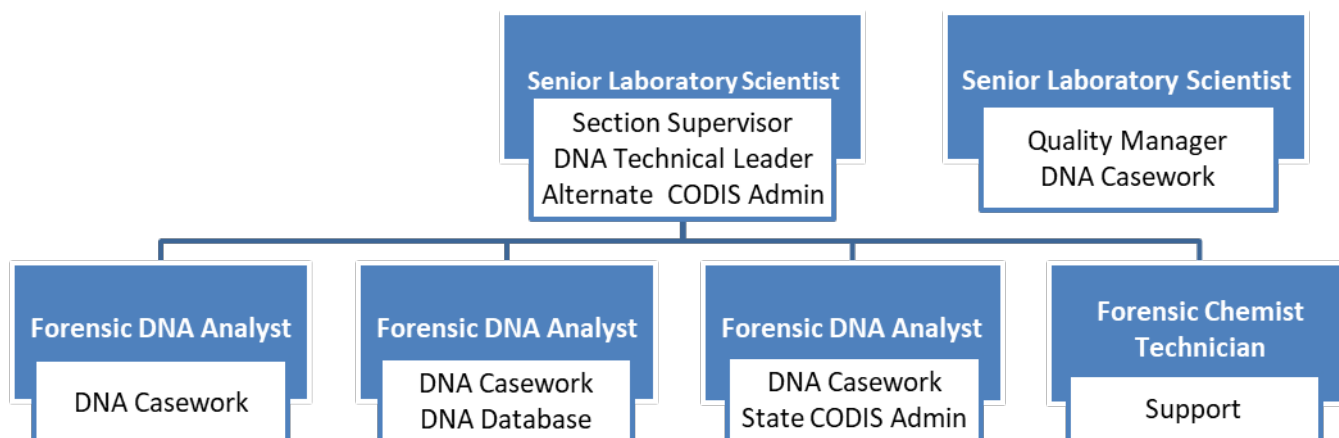 Senior Laboratory Scientist
Section Supervisor
DNA Technical Leader
Alternate CODIS Admin
Senior Laboratory Scientist
Quality Manager
DNA Casework
Forensic DNA Analyst
DNA Casework
Forensic DNA Analyst
DNA Casework
DNA Database
Forensic DNA Analyst
DNA Casework
State CODIS Admin
Forensic Chemist
Technician
Support